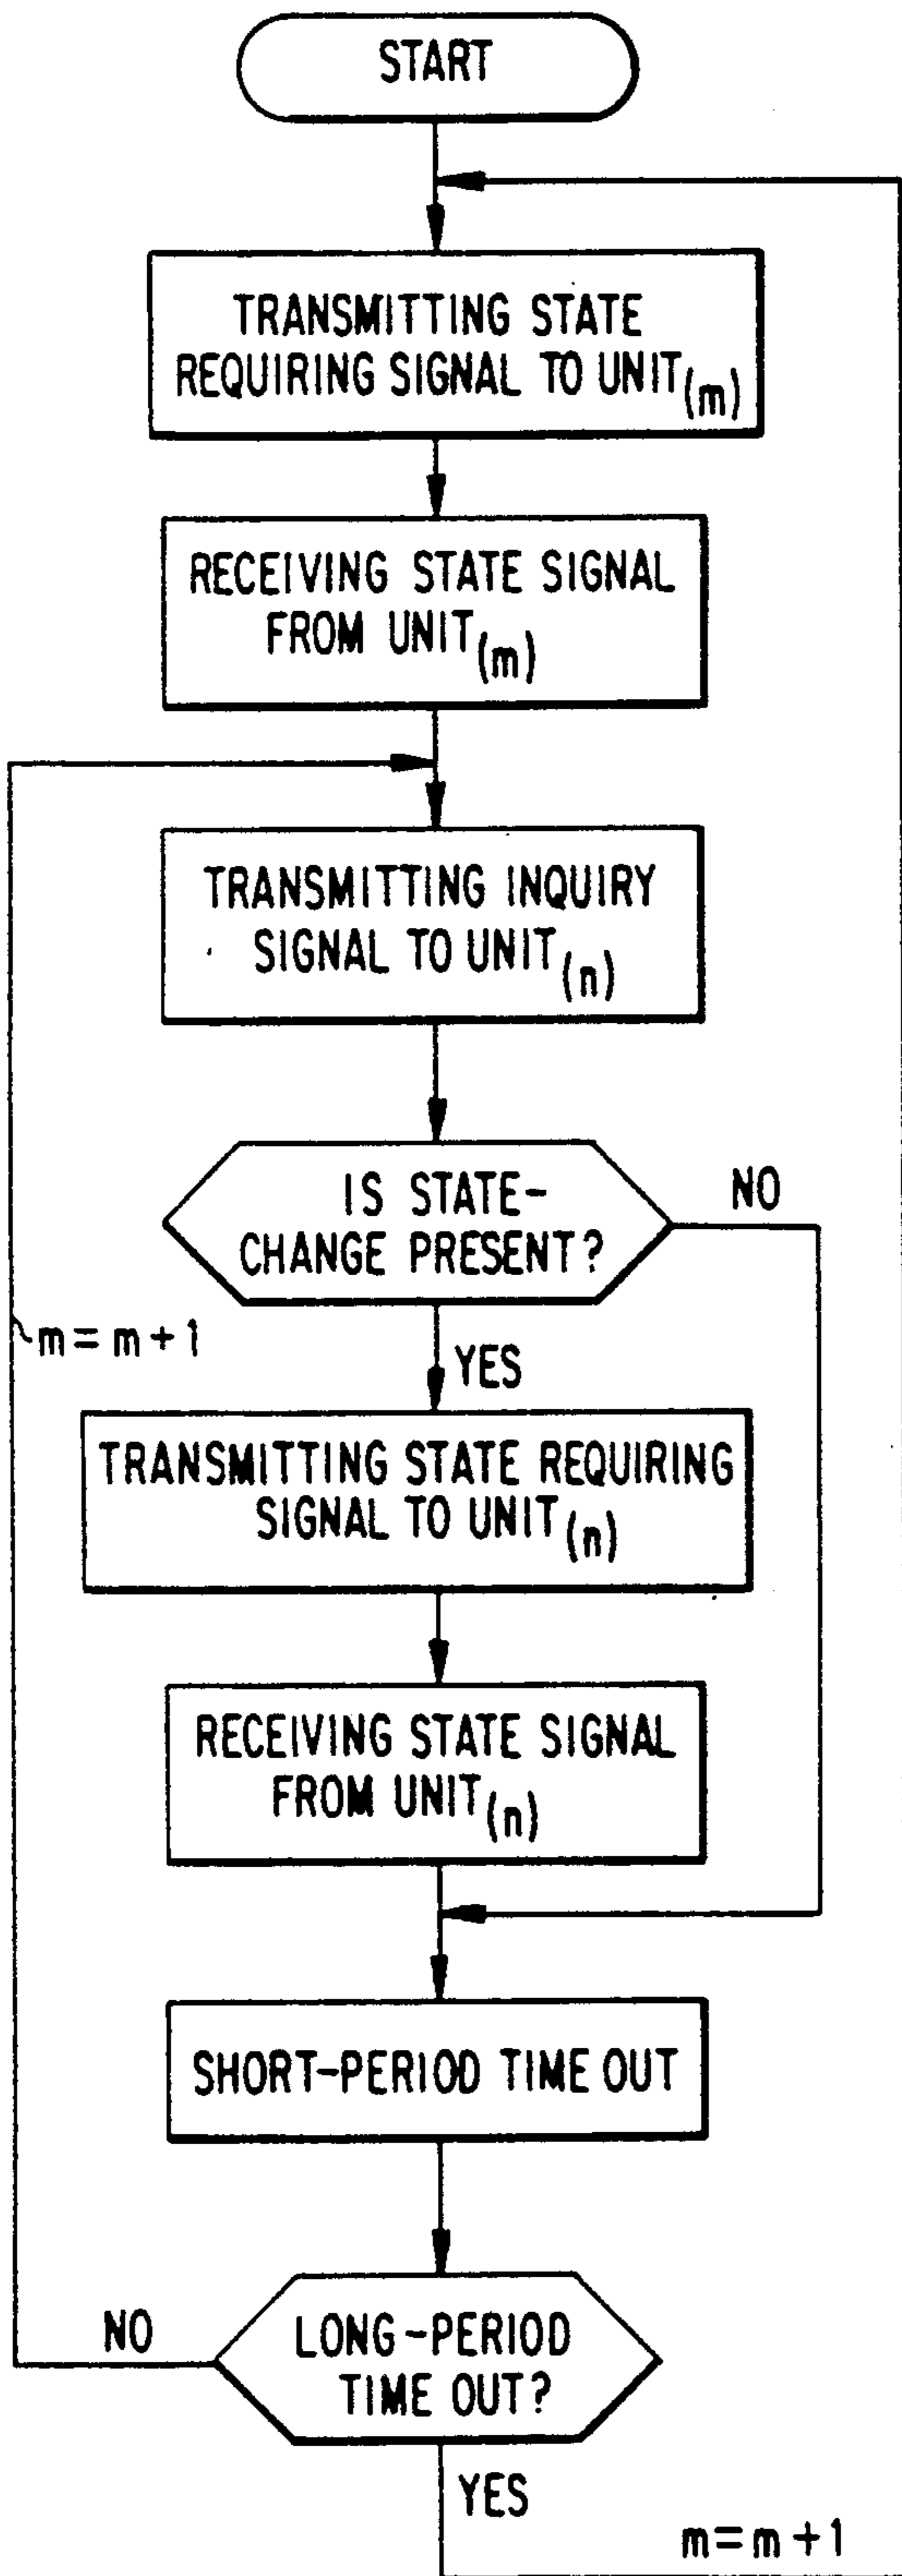 START
TRANSMITTING STATE
REQUIRING SIGNAL TO UNIT(m)
RECEIVING STATE SIGNAL
FROM UNIT(m)
TRANSMITTING INQUIRY
SIGNAL TO UNIT(n)
IS STATE-
CHANGE PRESENT?
NO
m = m + 1
YES
TRANSMITTING STATE REQUIRING
SIGNAL TO UNIT(n)
RECEIVING STATE SIGNAL
FROM UNIT(n)
SHORT-PERIOD TIME OUT
NO
LONG-PERIOD
TIME OUT?
YES
m = m + 1